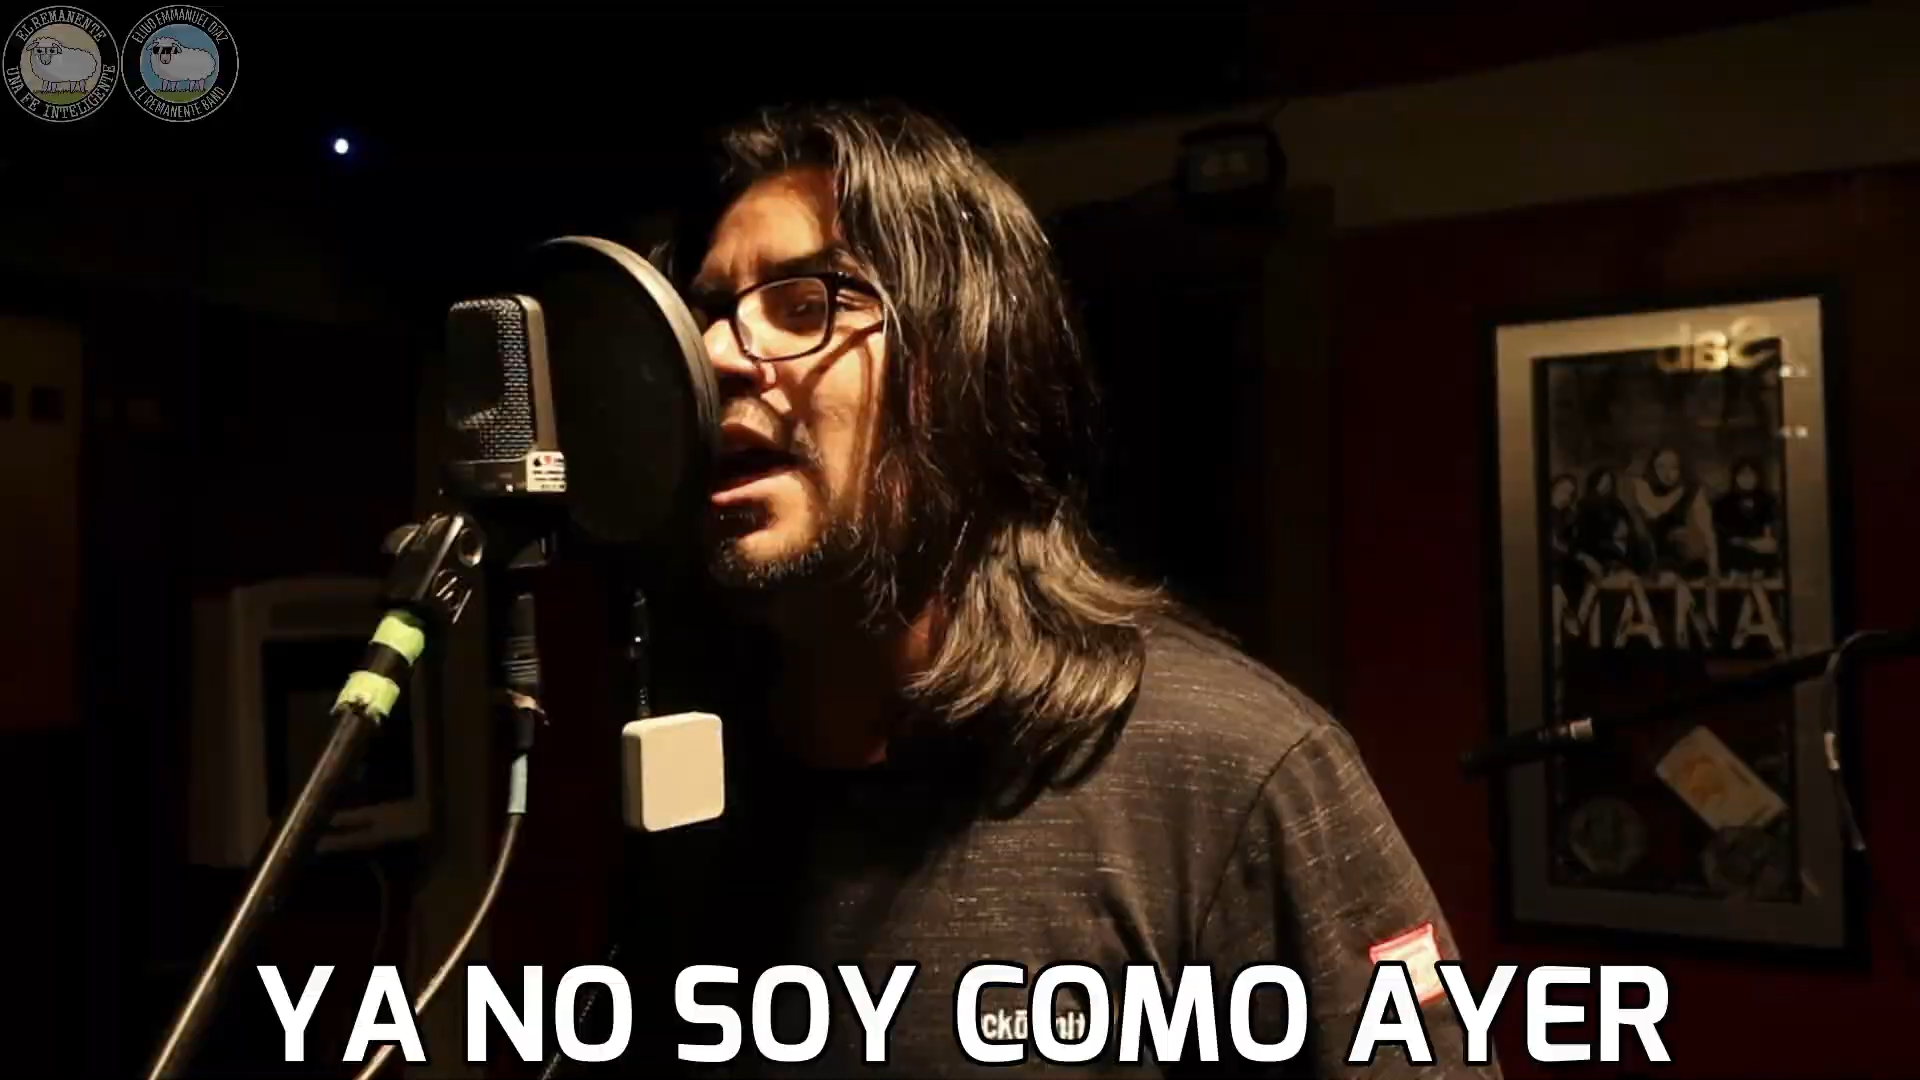 EL REMANENTE
UNA FE INTELIGENTE
ELIUD EMMANUEL DIAZ
EL REMANENTE BAND
MANÁ
YA NO SOY COMO AYER